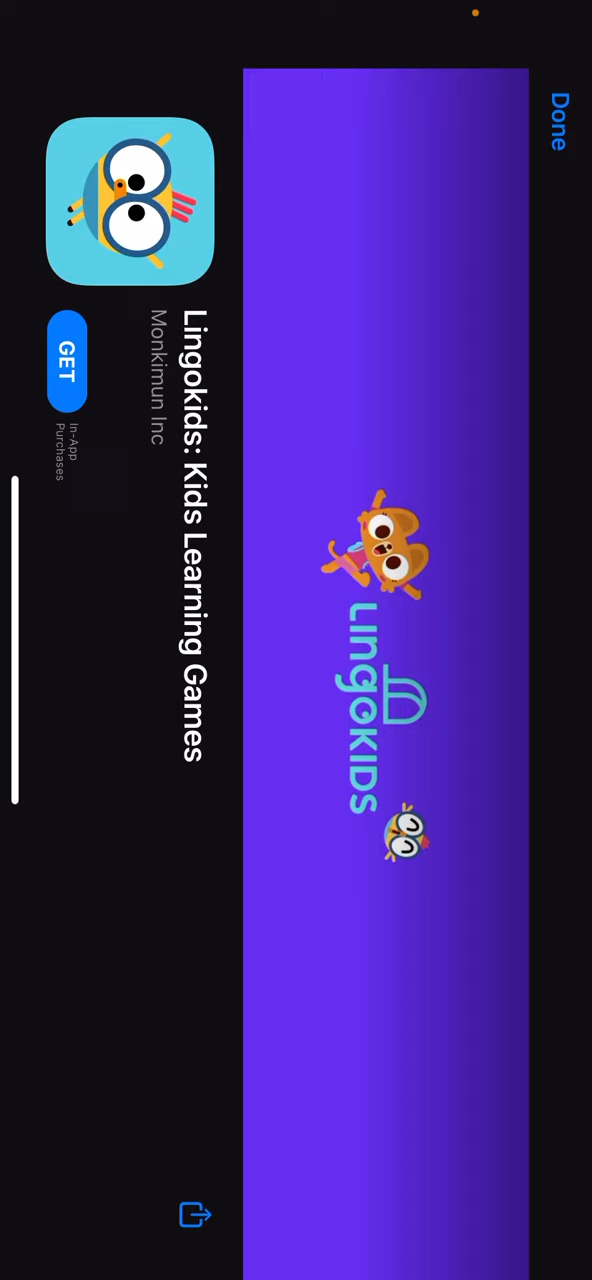 Done
LingoKIDS
Lingokids: Kids Learning Games
Monkimun Inc
GET
In-App
Purchases